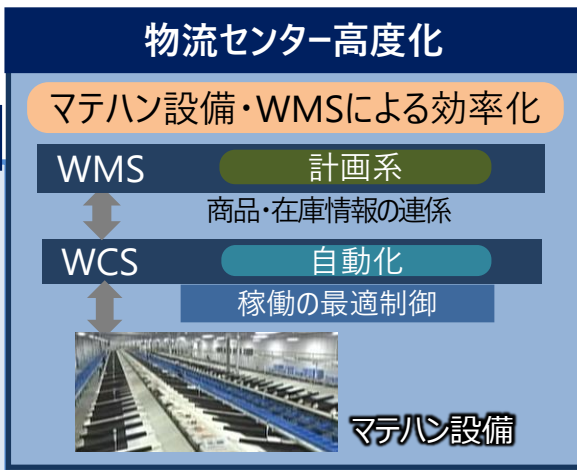 物流センター高度化
マテハン設備・WMSによる効率化
WMS 計画系
商品・在庫情報の連係
WCS 自動化
稼働の最適制御
マテハン設備